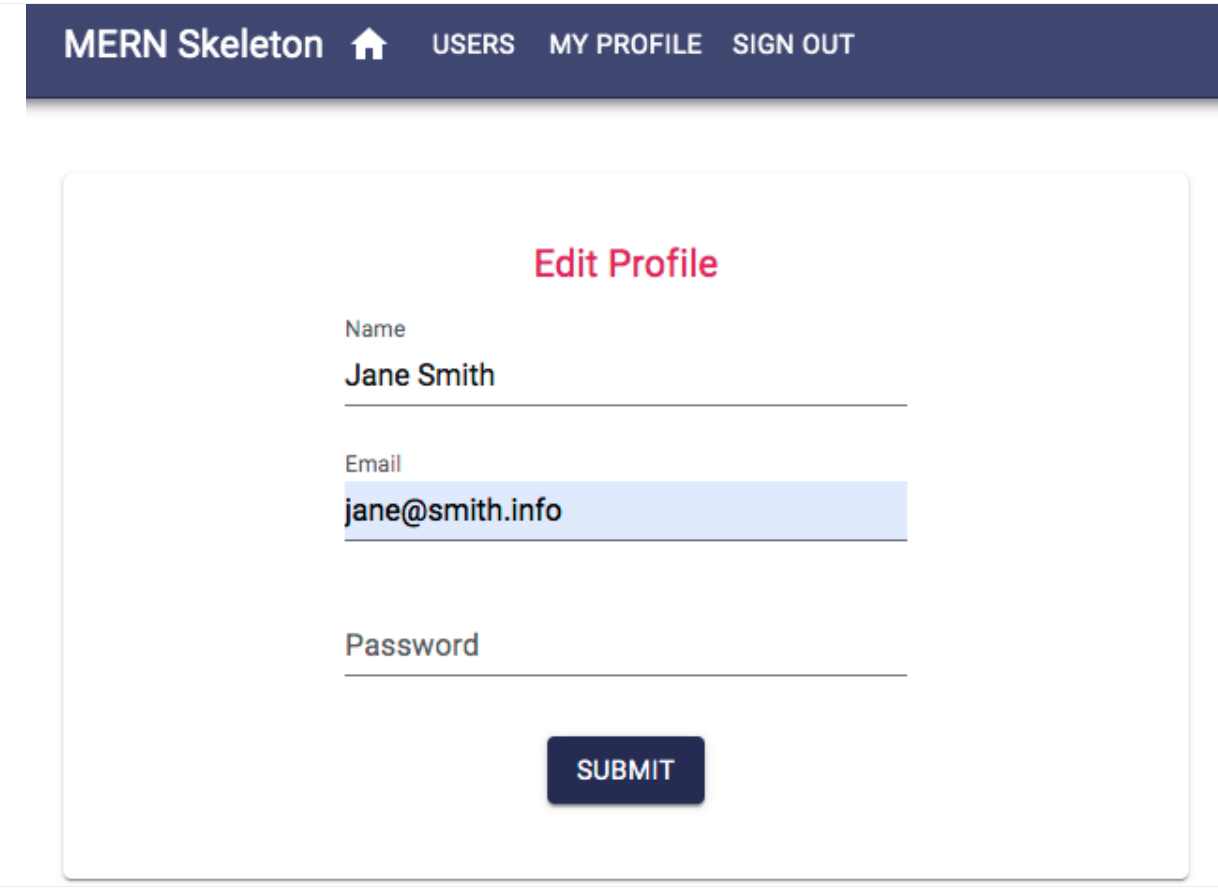 MERN Skeleton USERS MY PROFILE SIGN OUT
Edit Profile
Name
Jane Smith
Email
jane@smith.info
Password
SUBMIT